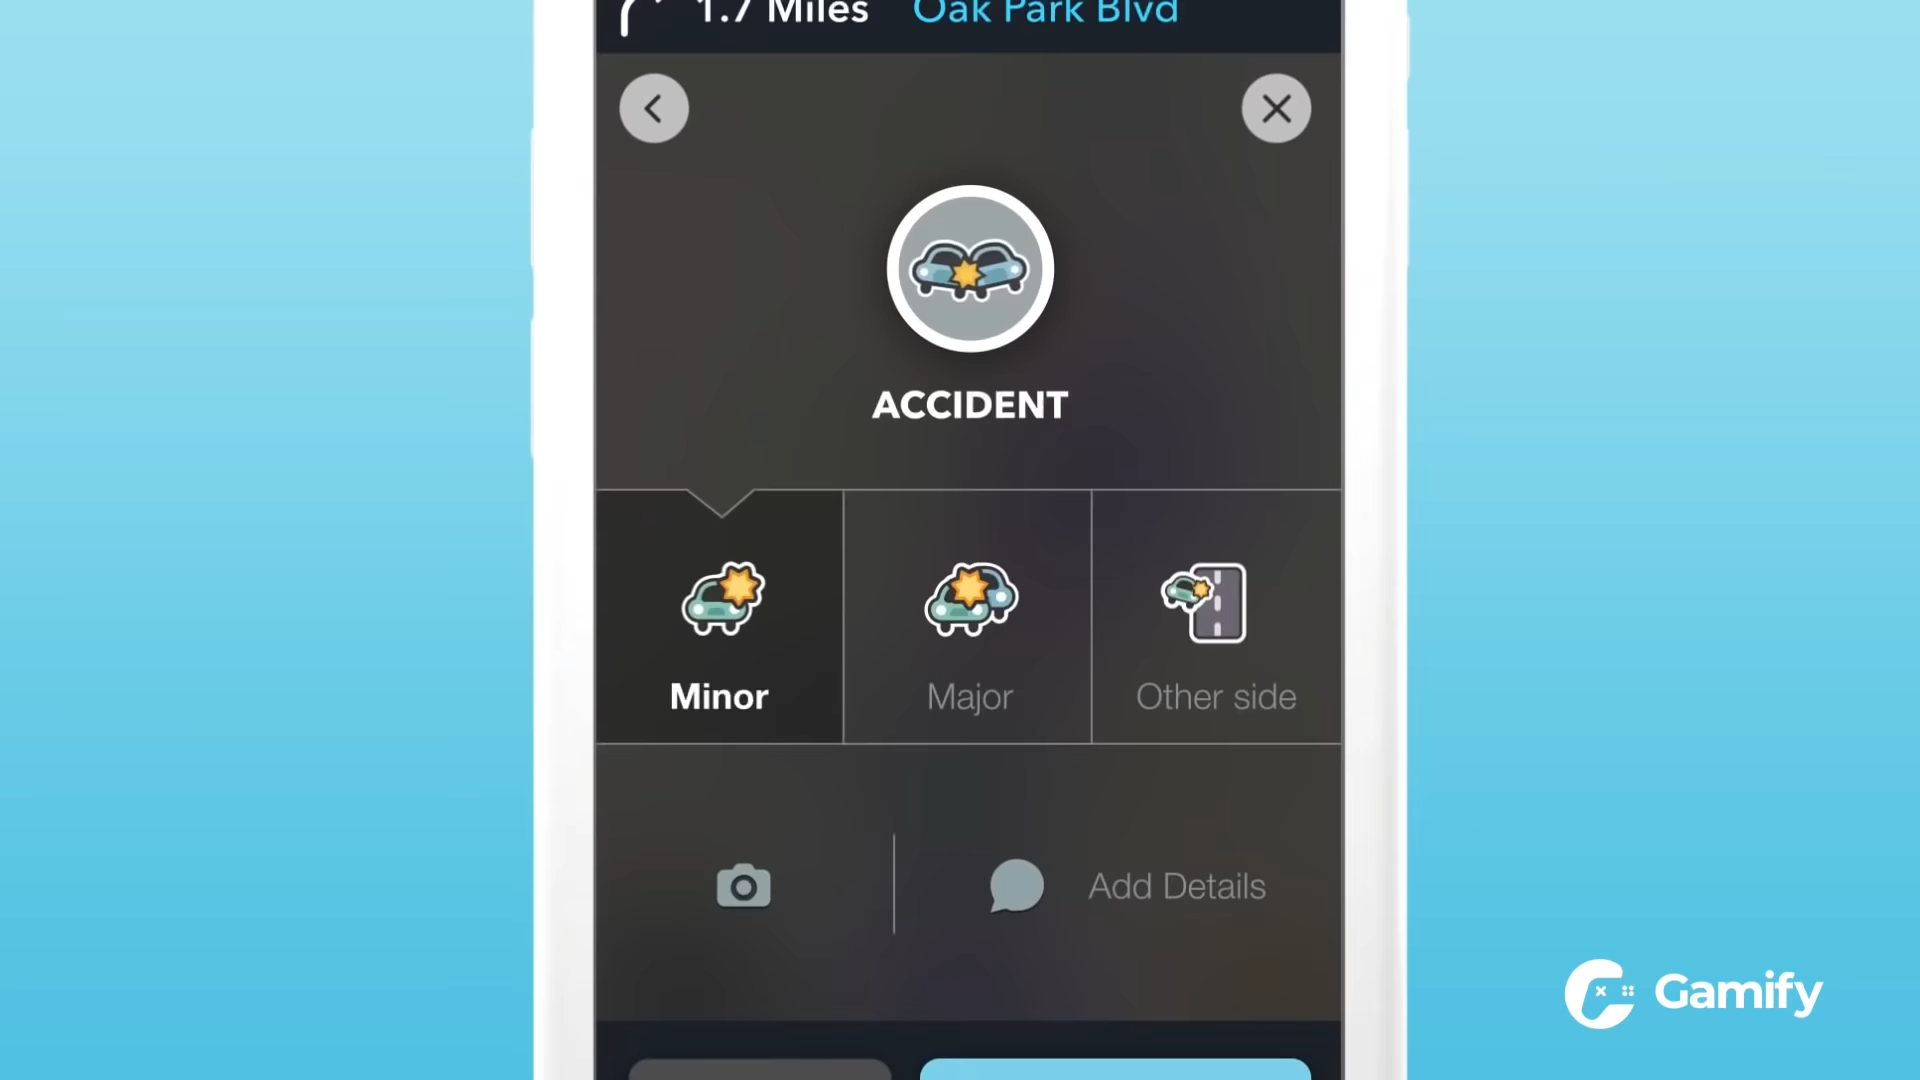 1.7 Miles Oak Park Blvd
ACCIDENT
Minor
Major
Other side
Add Details
Gamify